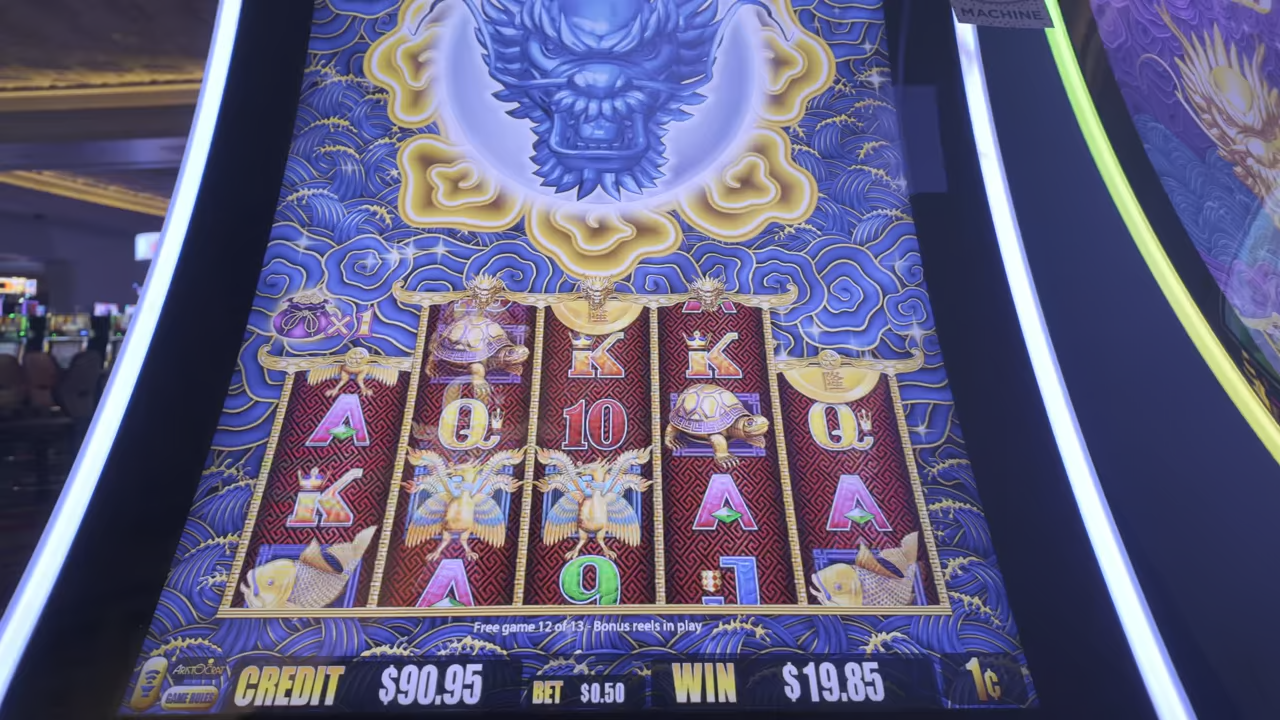 MACHINE
x1
K K
A Q 10 Q
K A A
A 9 J
Free game 12 of 13 - Bonus reels in play
ARISTOCRAT
GAME RULES
CREDIT $90.95 BET $0.50 WIN $19.85 1¢